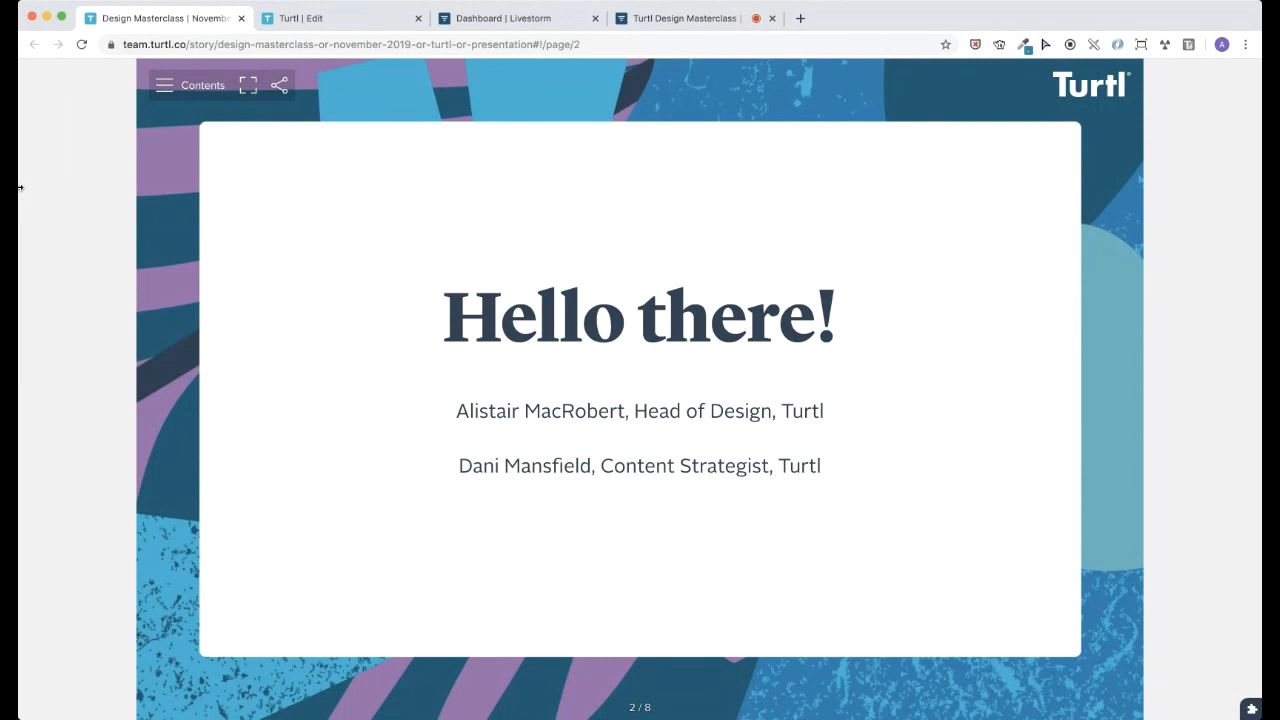 Design Masterclass | Novembe
Turtl | Edit
Dashboard | Livestorm
Turtl Design Masterclass |
team.turtl.co/story/design-masterclass-or-november-2019-or-turtl-or-presentation#!/page/2
A
Contents
Turtl
Hello there!
Alistair MacRobert, Head of Design, Turtl
Dani Mansfield, Content Strategist, Turtl
2 / 8